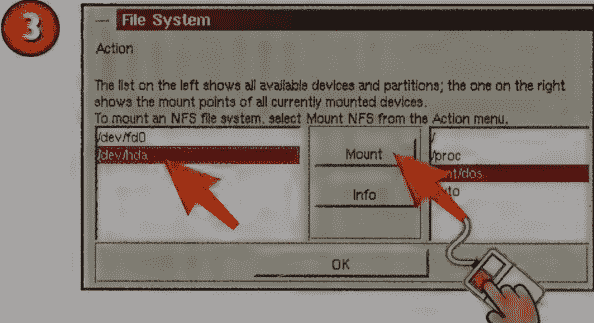 3
File System
Action
The list on the left shows all available devices and partitions; the one on the right
shows the mount points of all currently mounted devices.
To mount an NFS file system, select Mount NFS from the Action menu.
/dev/fd0
/dev/hda
Mount
Info
/
/proc
OK